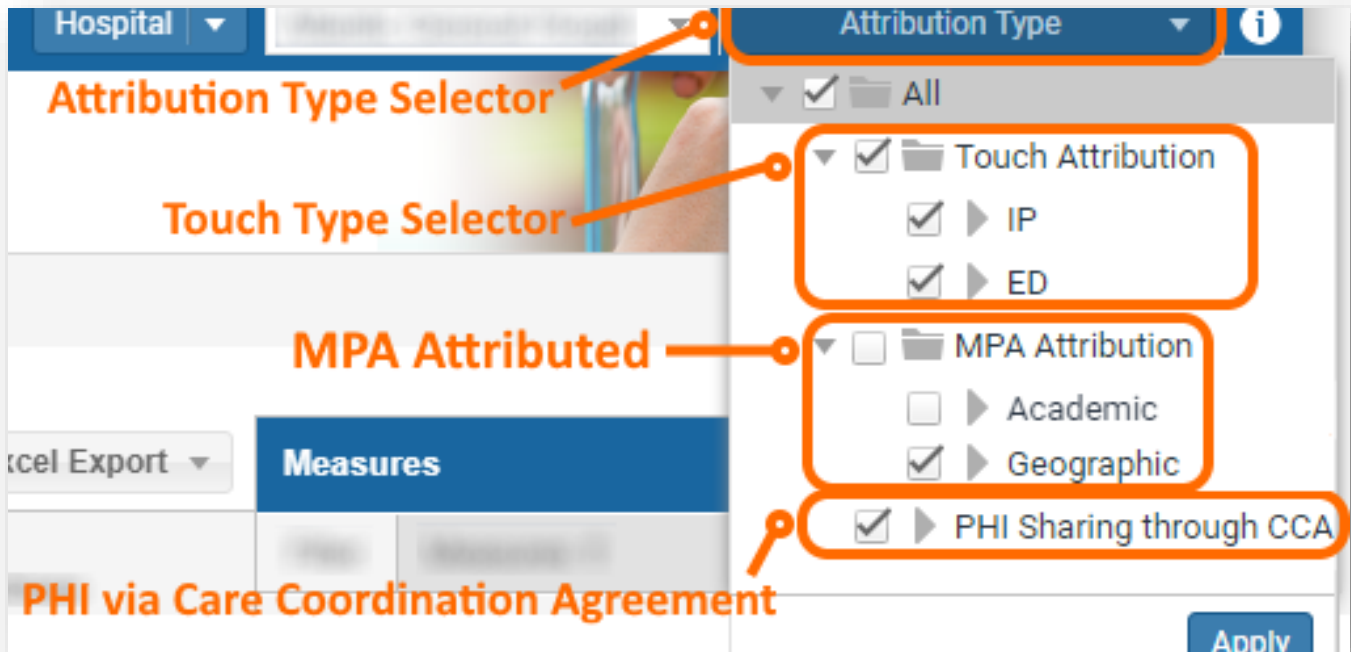 Hospital
Attribution Type
Attribution Type Selector
All
Touch Attribution
Touch Type Selector
IP
ED
MPA Attributed
MPA Attribution
Academic
xcel Export
Measures
Geographic
PHI Sharing through CCA
PHI via Care Coordination Agreement
Apply